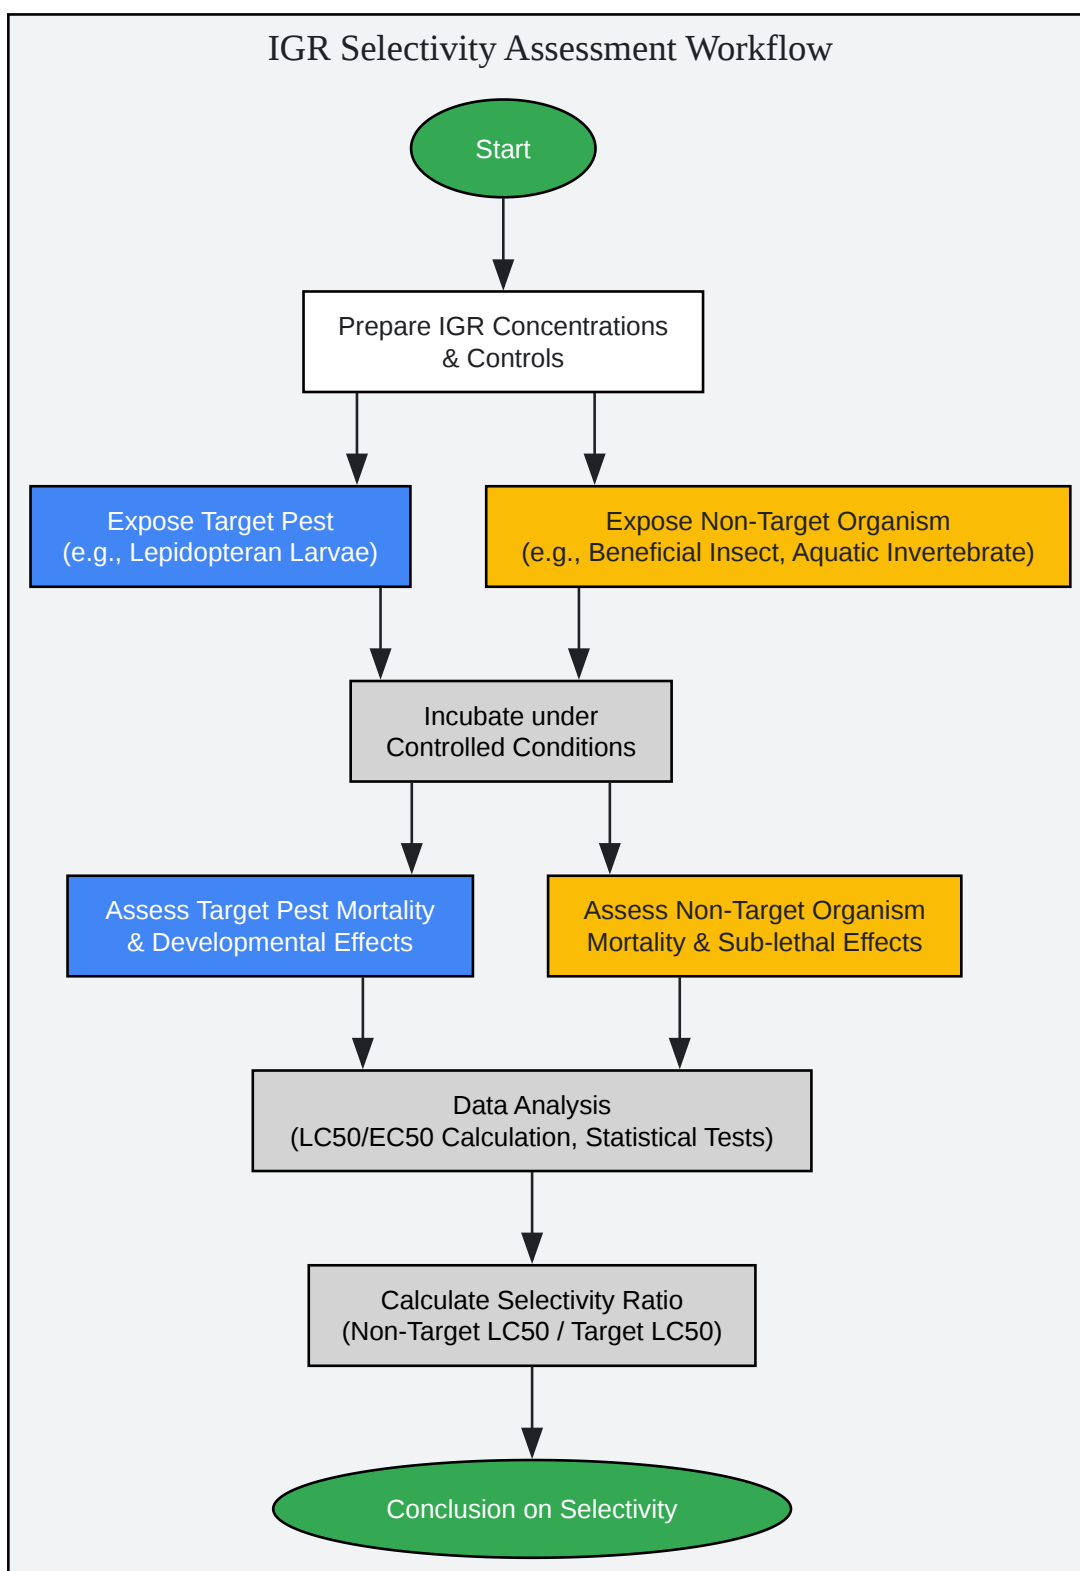 IGR Selectivity Assessment Workflow
Start
Prepare IGR Concentrations
& Controls
Expose Target Pest
(e.g., Lepidopteran Larvae)
Expose Non-Target Organism
(e.g., Beneficial Insect, Aquatic Invertebrate)
Incubate under
Controlled Conditions
Assess Target Pest Mortality
& Developmental Effects
Assess Non-Target Organism
Mortality & Sub-lethal Effects
Data Analysis
(LC50/EC50 Calculation, Statistical Tests)
Calculate Selectivity Ratio
(Non-Target LC50 / Target LC50)
Conclusion on Selectivity